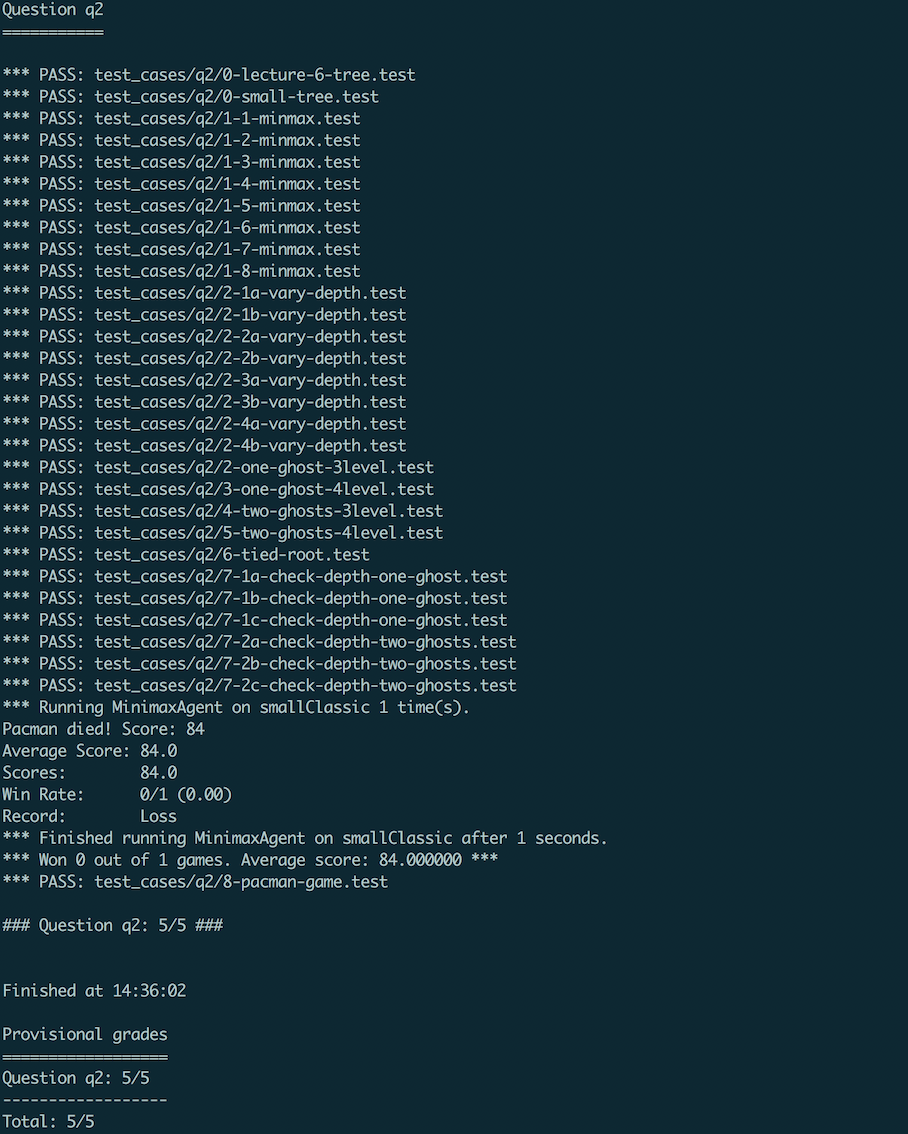 Question q2
===========
*** PASS: test_cases/q2/0-lecture-6-tree.test
*** PASS: test_cases/q2/0-small-tree.test
*** PASS: test_cases/q2/1-1-minmax.test
*** PASS: test_cases/q2/1-2-minmax.test
*** PASS: test_cases/q2/1-3-minmax.test
*** PASS: test_cases/q2/1-4-minmax.test
*** PASS: test_cases/q2/1-5-minmax.test
*** PASS: test_cases/q2/1-6-minmax.test
*** PASS: test_cases/q2/1-7-minmax.test
*** PASS: test_cases/q2/1-8-minmax.test
*** PASS: test_cases/q2/2-1a-vary-depth.test
*** PASS: test_cases/q2/2-1b-vary-depth.test
*** PASS: test_cases/q2/2-2a-vary-depth.test
*** PASS: test_cases/q2/2-2b-vary-depth.test
*** PASS: test_cases/q2/2-3a-vary-depth.test
*** PASS: test_cases/q2/2-3b-vary-depth.test
*** PASS: test_cases/q2/2-4a-vary-depth.test
*** PASS: test_cases/q2/2-4b-vary-depth.test
*** PASS: test_cases/q2/2-one-ghost-3level.test
*** PASS: test_cases/q2/3-one-ghost-4level.test
*** PASS: test_cases/q2/4-two-ghosts-3level.test
*** PASS: test_cases/q2/5-two-ghosts-4level.test
*** PASS: test_cases/q2/6-tied-root.test
*** PASS: test_cases/q2/7-1a-check-depth-one-ghost.test
*** PASS: test_cases/q2/7-1b-check-depth-one-ghost.test
*** PASS: test_cases/q2/7-1c-check-depth-one-ghost.test
*** PASS: test_cases/q2/7-2a-check-depth-two-ghosts.test
*** PASS: test_cases/q2/7-2b-check-depth-two-ghosts.test
*** PASS: test_cases/q2/7-2c-check-depth-two-ghosts.test
*** Running MinimaxAgent on smallClassic 1 time(s).
Pacman died! Score: 84
Average Score: 84.0
Scores:        84.0
Win Rate:      0/1 (0.00)
Record:        Loss
*** Finished running MinimaxAgent on smallClassic after 1 seconds.
*** Won 0 out of 1 games. Average score: 84.000000 ***
*** PASS: test_cases/q2/8-pacman-game.test
### Question q2: 5/5 ###
Finished at 14:36:02
Provisional grades
==================
Question q2: 5/5
------------------
Total: 5/5